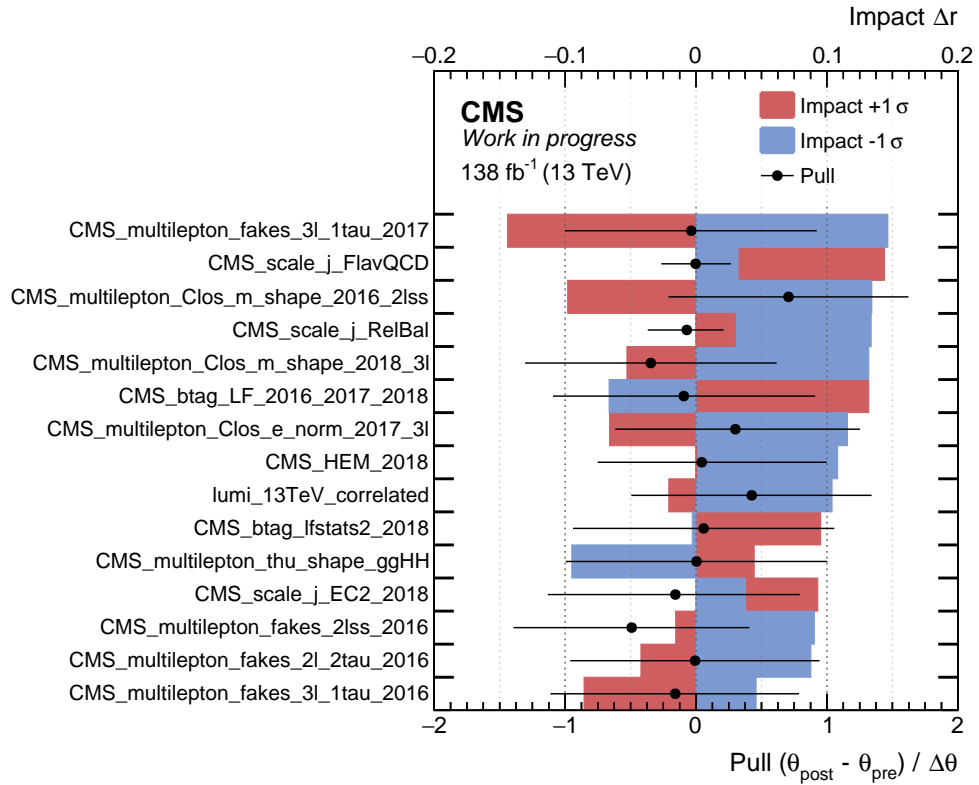 Impact Δr
−0.2 −0.1 0 0.1 0.2
CMS
Work in progress
138 fb-1 (13 TeV)
Impact +1 σ
Impact -1 σ
Pull
CMS_multilepton_fakes_3l_1tau_2017
CMS_scale_j_FlavQCD
CMS_multilepton_Clos_m_shape_2016_2lss
CMS_scale_j_RelBal
CMS_multilepton_Clos_m_shape_2018_3l
CMS_btag_LF_2016_2017_2018
CMS_multilepton_Clos_e_norm_2017_3l
CMS_HEM_2018
lumi_13TeV_correlated
CMS_btag_lfstats2_2018
CMS_multilepton_thu_shape_ggHH
CMS_scale_j_EC2_2018
CMS_multilepton_fakes_2lss_2016
CMS_multilepton_fakes_2l_2tau_2016
CMS_multilepton_fakes_3l_1tau_2016
−2 −1 0 1 2
Pull (θpost - θpre) / Δθ